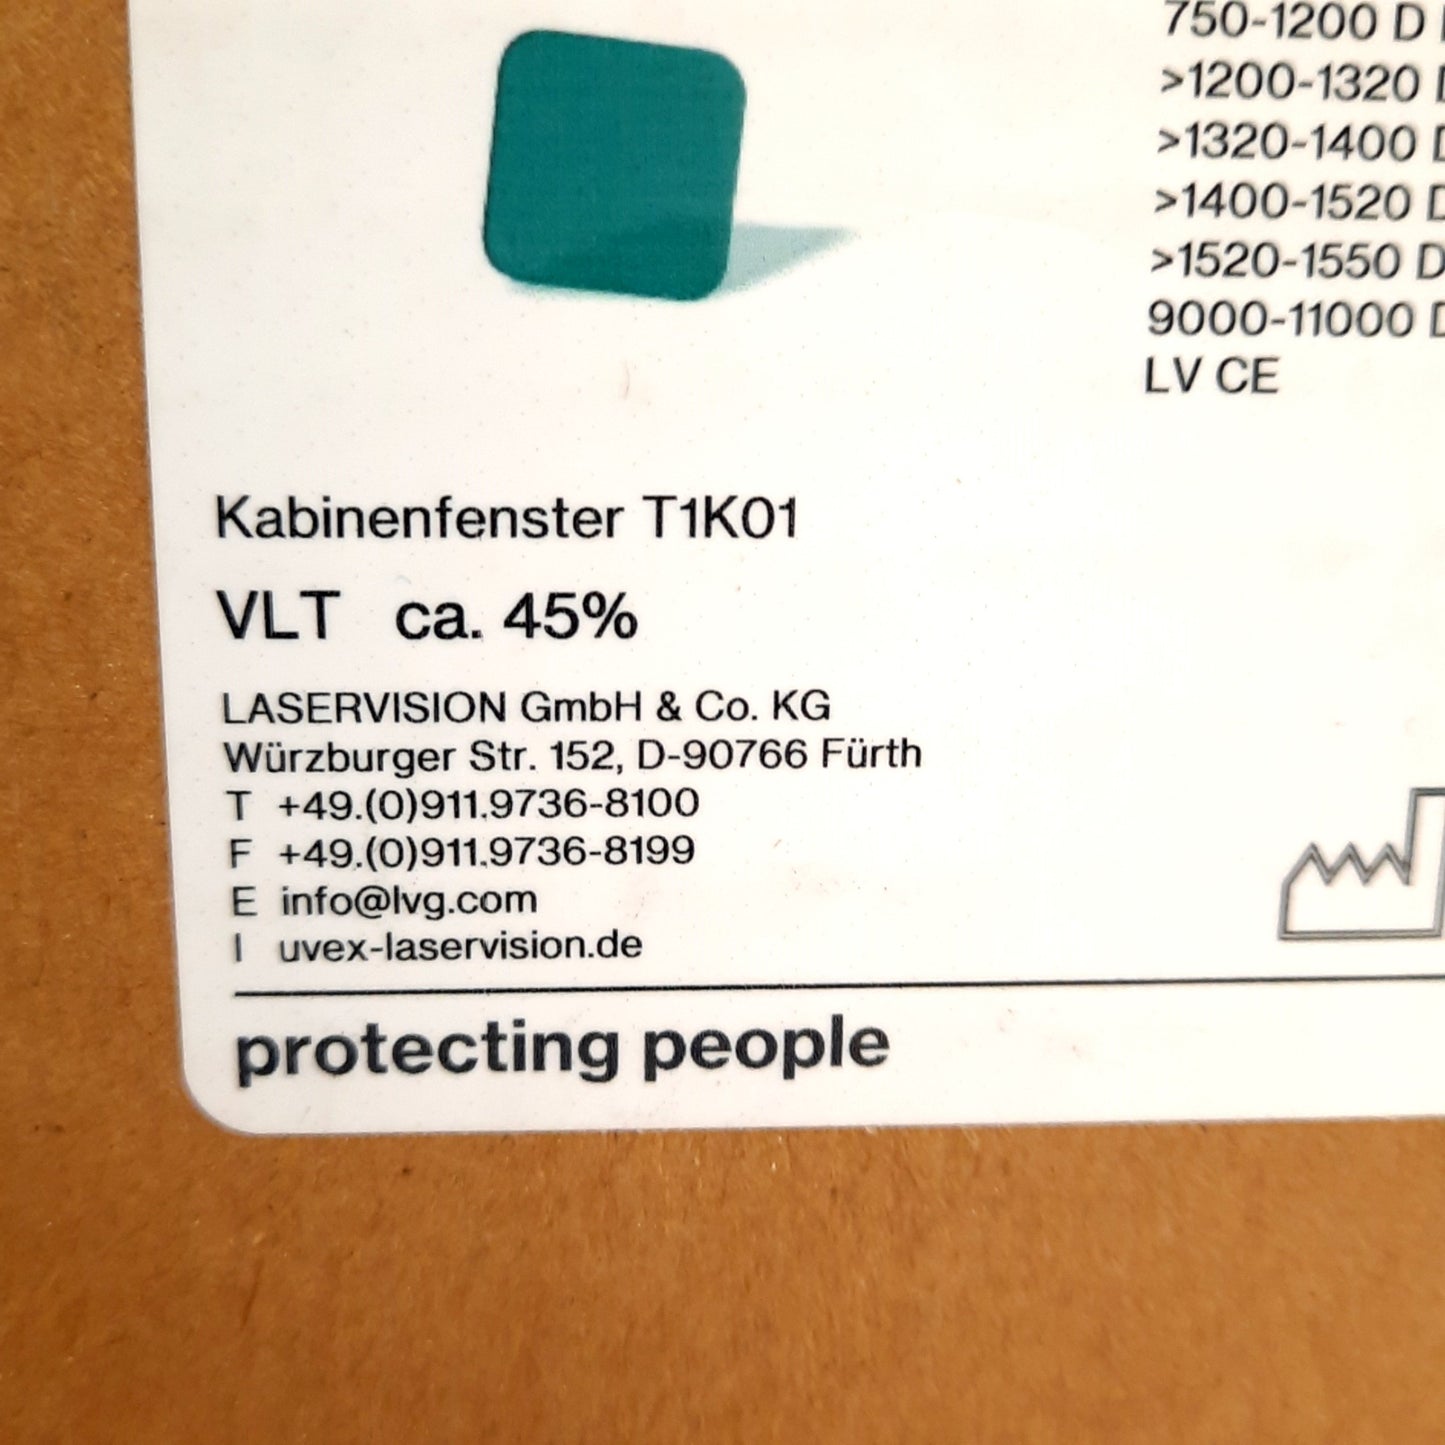 750-1200 D
>1200-1320
>1320-1400
>1400-1520
>1520-1550 D
9000-11000
LV CE
Kabinenfenster T1K01
VLT ca. 45%
LASERVISION GmbH & Co. KG
Würzburger Str. 152, D-90766 Fürth
T +49.(0)911.9736-8100
F +49.(0)911.9736-8199
E info@lvg.com
I uvex-laservision.de
protecting people